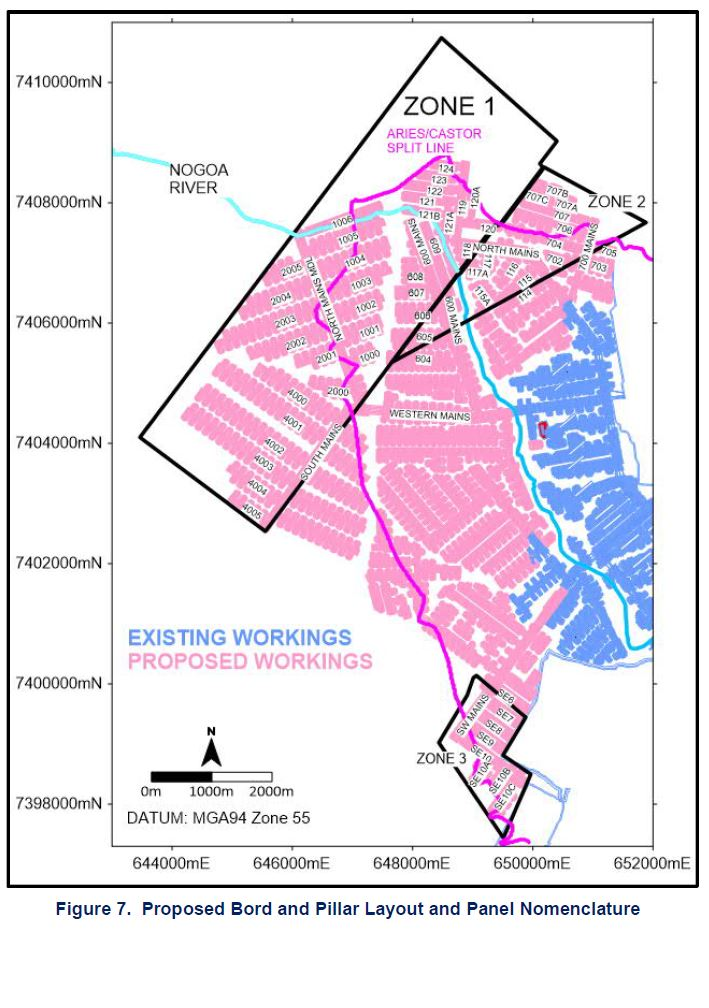 7410000mN
7408000mN
7406000mN
7404000mN
7402000mN
7400000mN
7398000mN
ZONE 1
ARIES/CASTOR
SPLIT LINE
NOGOA
RIVER
ZONE 2
124
123
122
121
121B
121A
119
120A
120
118
117
117A
116
115
115A
114
707B
707C
707A
707
706
704
702
705
703
700 MAINS
NORTH MAINS
600 MAINS
609
608
607
606
605
604
600 MAINS
1006
1005
1004
1003
1002
1001
1000
NORTH MAINS MDL
2005
2004
2003
2002
2001
2000
4000
4001
4002
4003
4004
4005
SOUTH MAINS
WESTERN MAINS
EXISTING WORKINGS
PROPOSED WORKINGS
SW MAINS
SE6
SE7
SE8
SE9
SE10
SE10A
SE10B
SE10C
ZONE 3
N
0m 1000m 2000m
DATUM: MGA94 Zone 55
644000mE 646000mE 648000mE 650000mE 652000mE
Figure 7. Proposed Bord and Pillar Layout and Panel Nomenclature